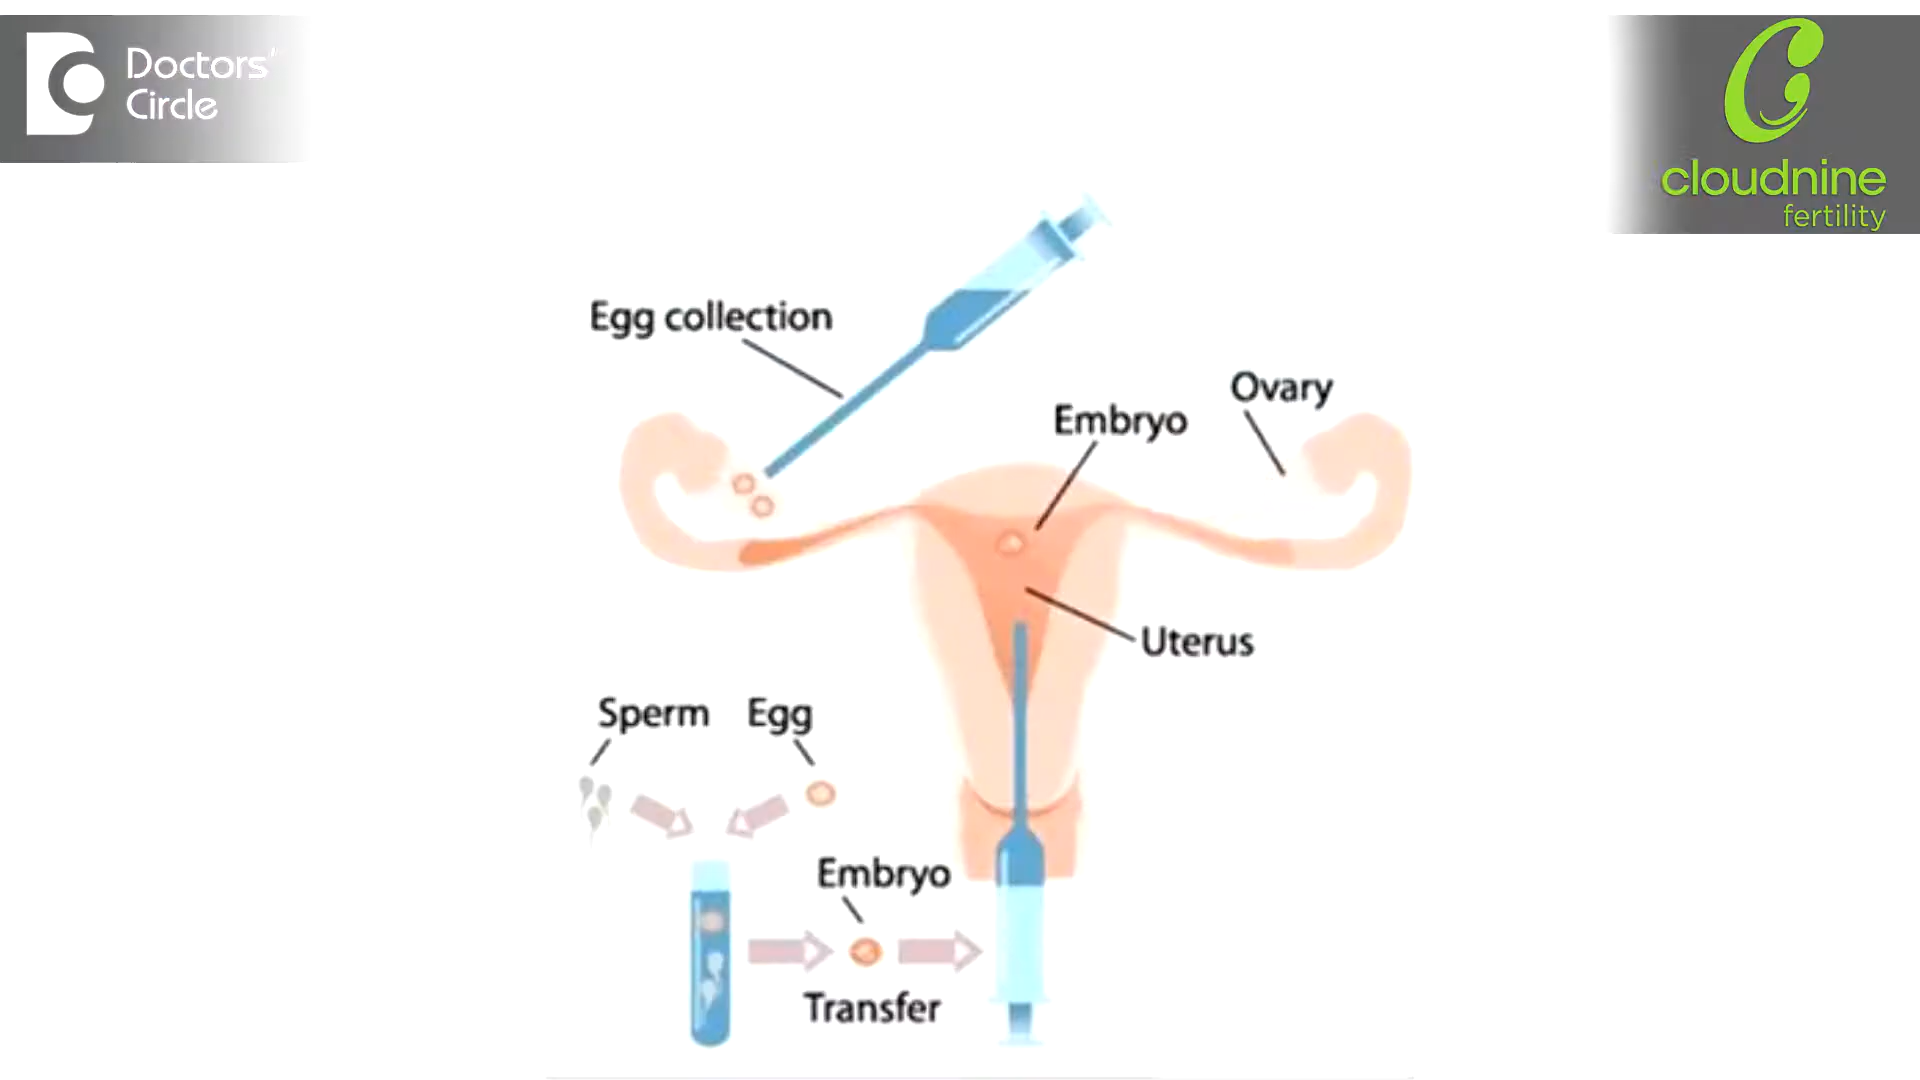 Doctors'
Circle
cloudnine
fertility
Egg collection
Ovary
Embryo
Uterus
Sperm Egg
Embryo
Transfer